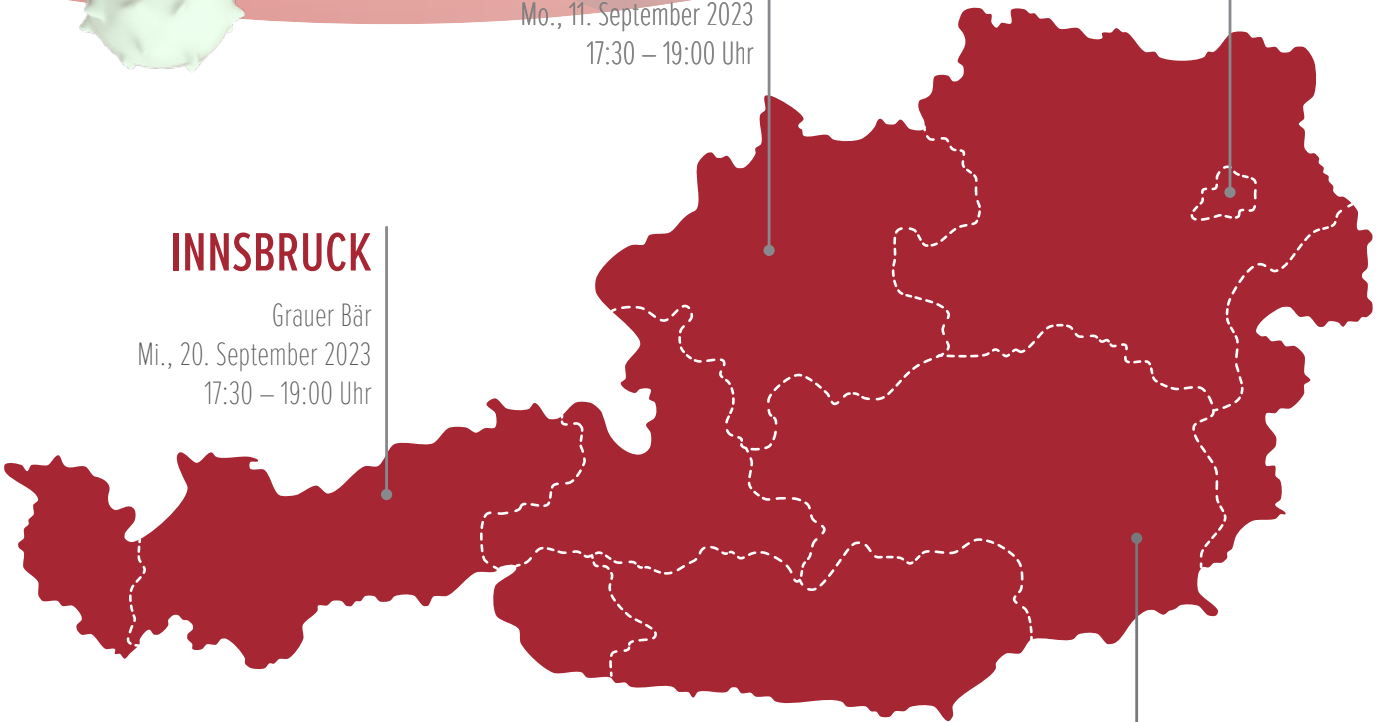 Mo., 11. September 2023
17:30 – 19:00 Uhr
INNSBRUCK
Grauer Bär
Mi., 20. September 2023
17:30 – 19:00 Uhr